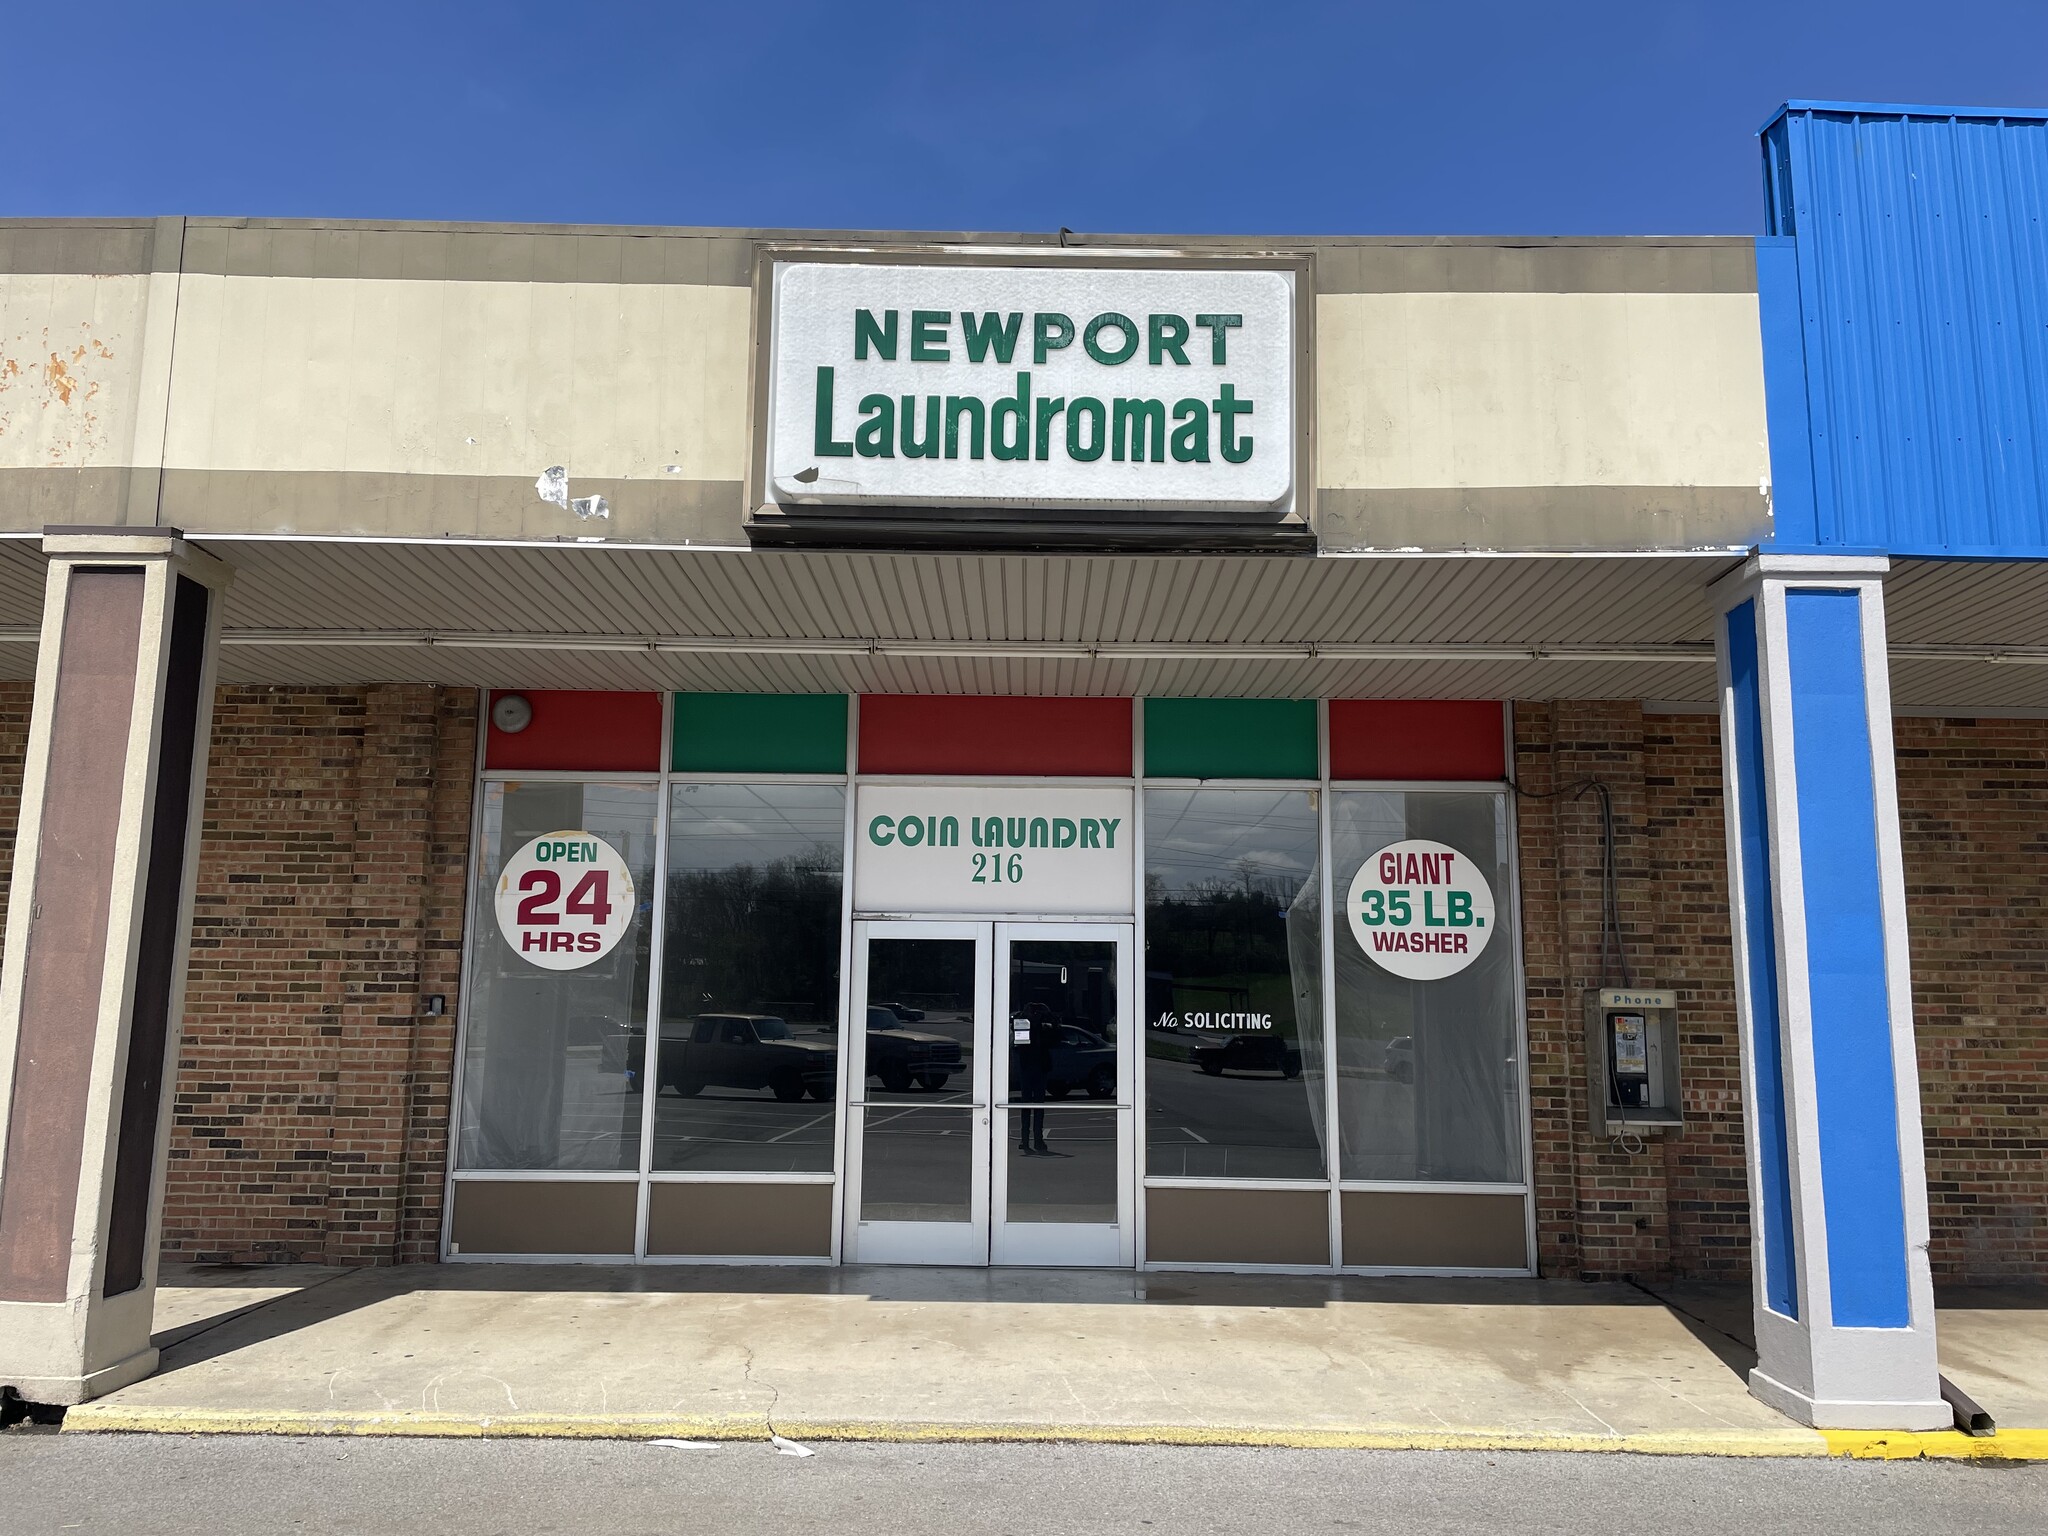 NEWPORT
Laundromat
COIN LAUNDRY
216
OPEN
24
HRS
GIANT
35 LB.
WASHER
No SOLICITING
Phone